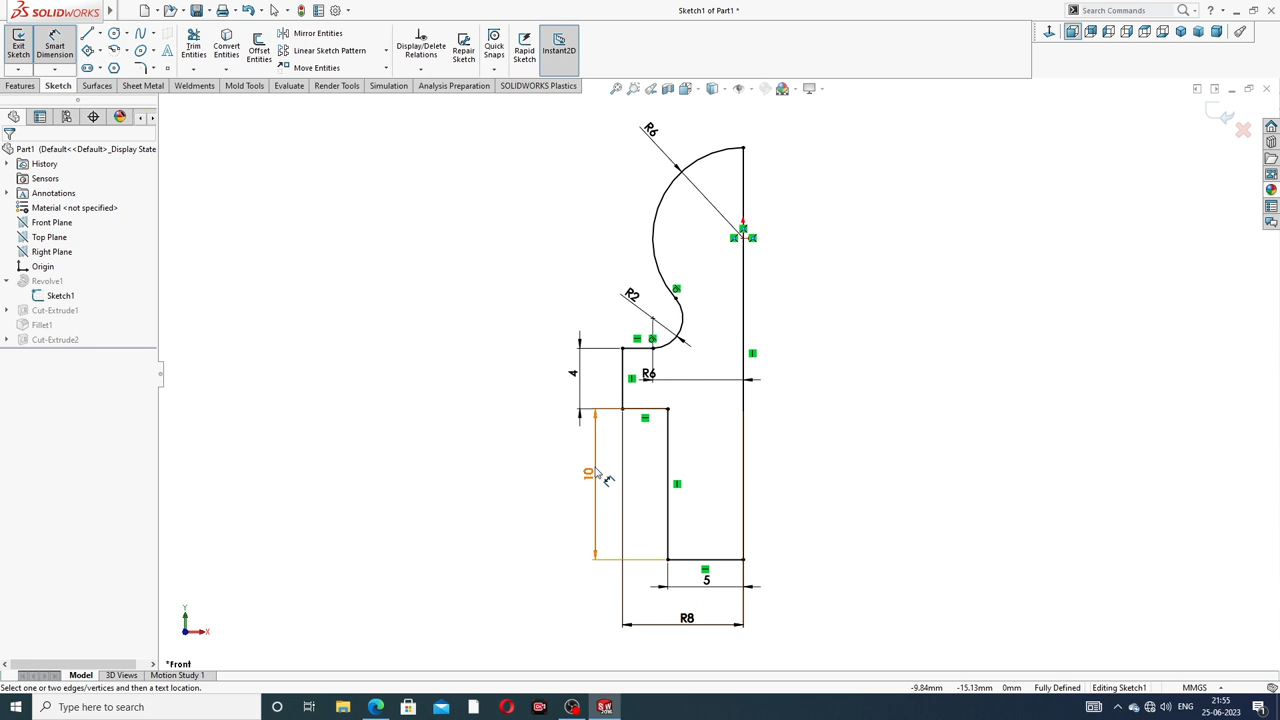 SOLIDWORKS
Sketch1 of Part1 *
Search Commands
Exit Sketch
Smart Dimension
Trim Entities
Convert Entities
Offset Entities
Mirror Entities
Linear Sketch Pattern
Move Entities
Display/Delete Relations
Repair Sketch
Quick Snaps
Rapid Sketch
Instant2D
Features
Sketch
Surfaces
Sheet Metal
Weldments
Mold Tools
Evaluate
Render Tools
Simulation
Analysis Preparation
SOLIDWORKS Plastics
Part1 (Default<<Default>_Display State
History
Sensors
Annotations
Material <not specified>
Front Plane
Top Plane
Right Plane
Origin
Revolve1
Sketch1
Cut-Extrude1
Fillet1
Cut-Extrude2
R6
R2
4
R6
10
5
R8
Y
X
*Front
Model
3D Views
Motion Study 1
Select one or two edges/vertices and then a text location.
-9.84mm
-15.13mm
0mm
Fully Defined
Editing Sketch1
MMGS
Type here to search
ENG
21:55
25-06-2023